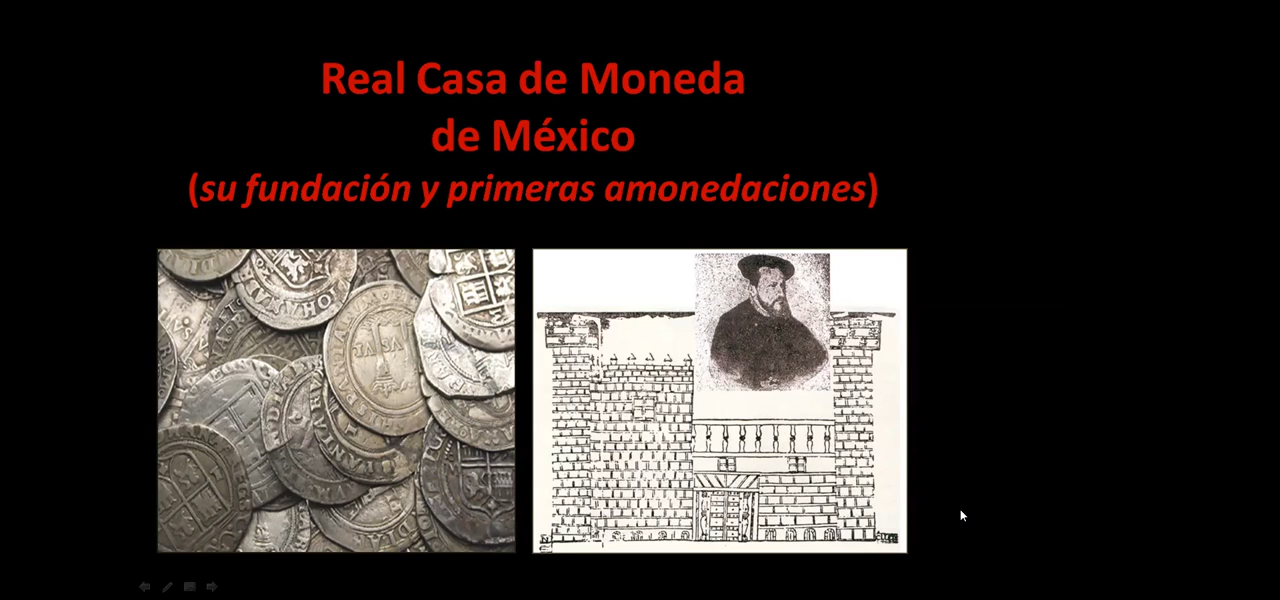 Real Casa de Moneda
de México
(su fundación y primeras amonedaciones)